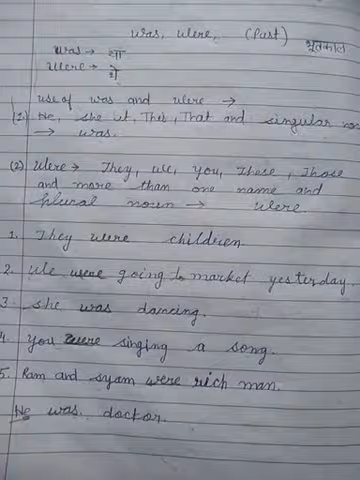 was, were, (Past) भूतकाल
was → था
were → थे
use of was and were →
(1.) He, she it, This, That and singular nou
→ was.
(2) Were → They, we, you, These, Those
and more than one name and
plural noun → were.
1. They were children
2. We were going to market yesterday.
3. She was dancing.
4. You were singing a song.
5. Ram and syam were rich man.
He was doctor.